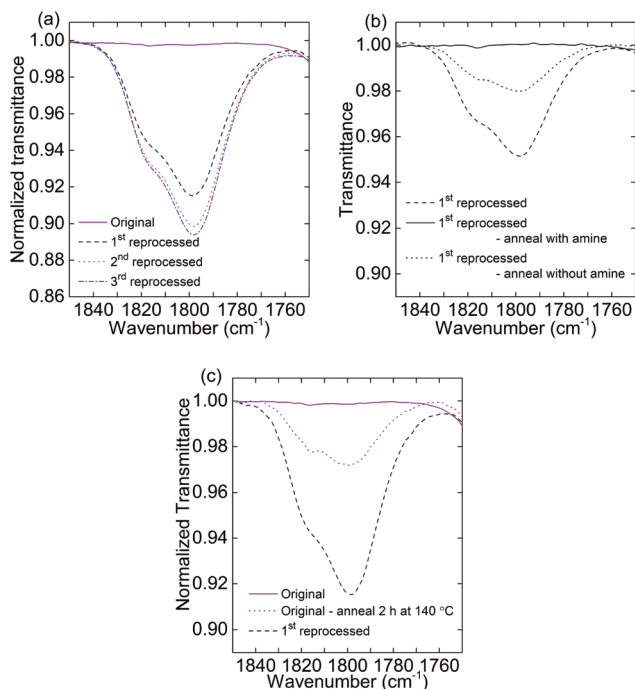 (a)
1.00
0.98
0.96
0.94
0.92
0.90
0.88
0.86
Normalized transmittance
Original
1st reprocessed
2nd reprocessed
3rd reprocessed
1840 1820 1800 1780 1760
Wavenumber (cm-1)
(b)
1.00
0.98
0.96
0.94
0.92
0.90
Transmittance
1st reprocessed
1st reprocessed
- anneal with amine
1st reprocessed
- anneal without amine
1840 1820 1800 1780 1760
Wavenumber (cm-1)
(c)
1.00
0.98
0.96
0.94
0.92
0.90
Normalized Transmittance
Original
Original - anneal 2 h at 140 °C
1st reprocessed
1840 1820 1800 1780 1760
Wavenumber (cm-1)